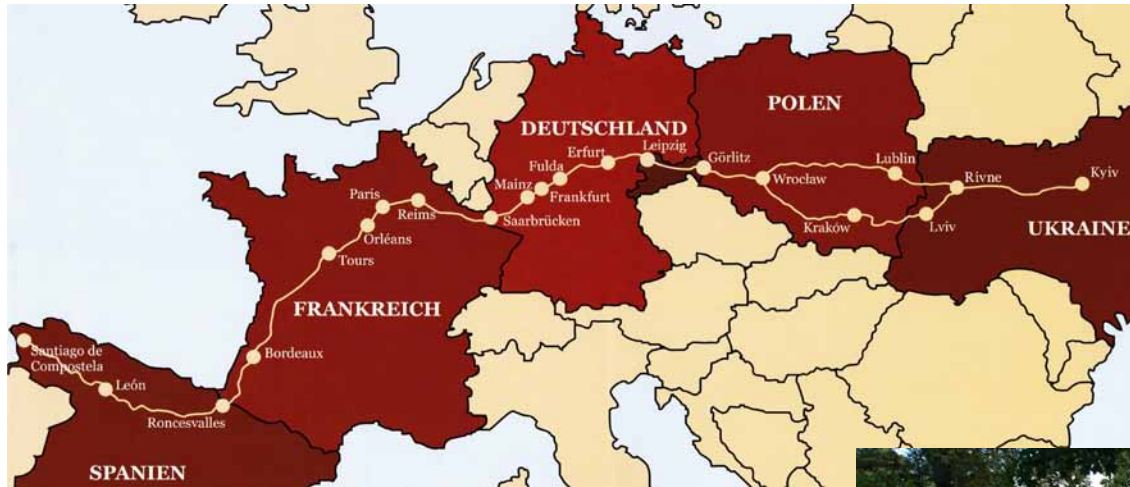 POLEN
DEUTSCHLAND
Leipzig
Erfurt
Görlitz
Lublin
Fulda
Wrocław
Rivne
Kyiv
Mainz
Paris
Frankfurt
Reims
Saarbrücken
Kraków
Lviv
Orléans
UKRAINE
Tours
FRANKREICH
Santiago de
Compostela
Bordeaux
León
Roncesvalles
SPANIEN